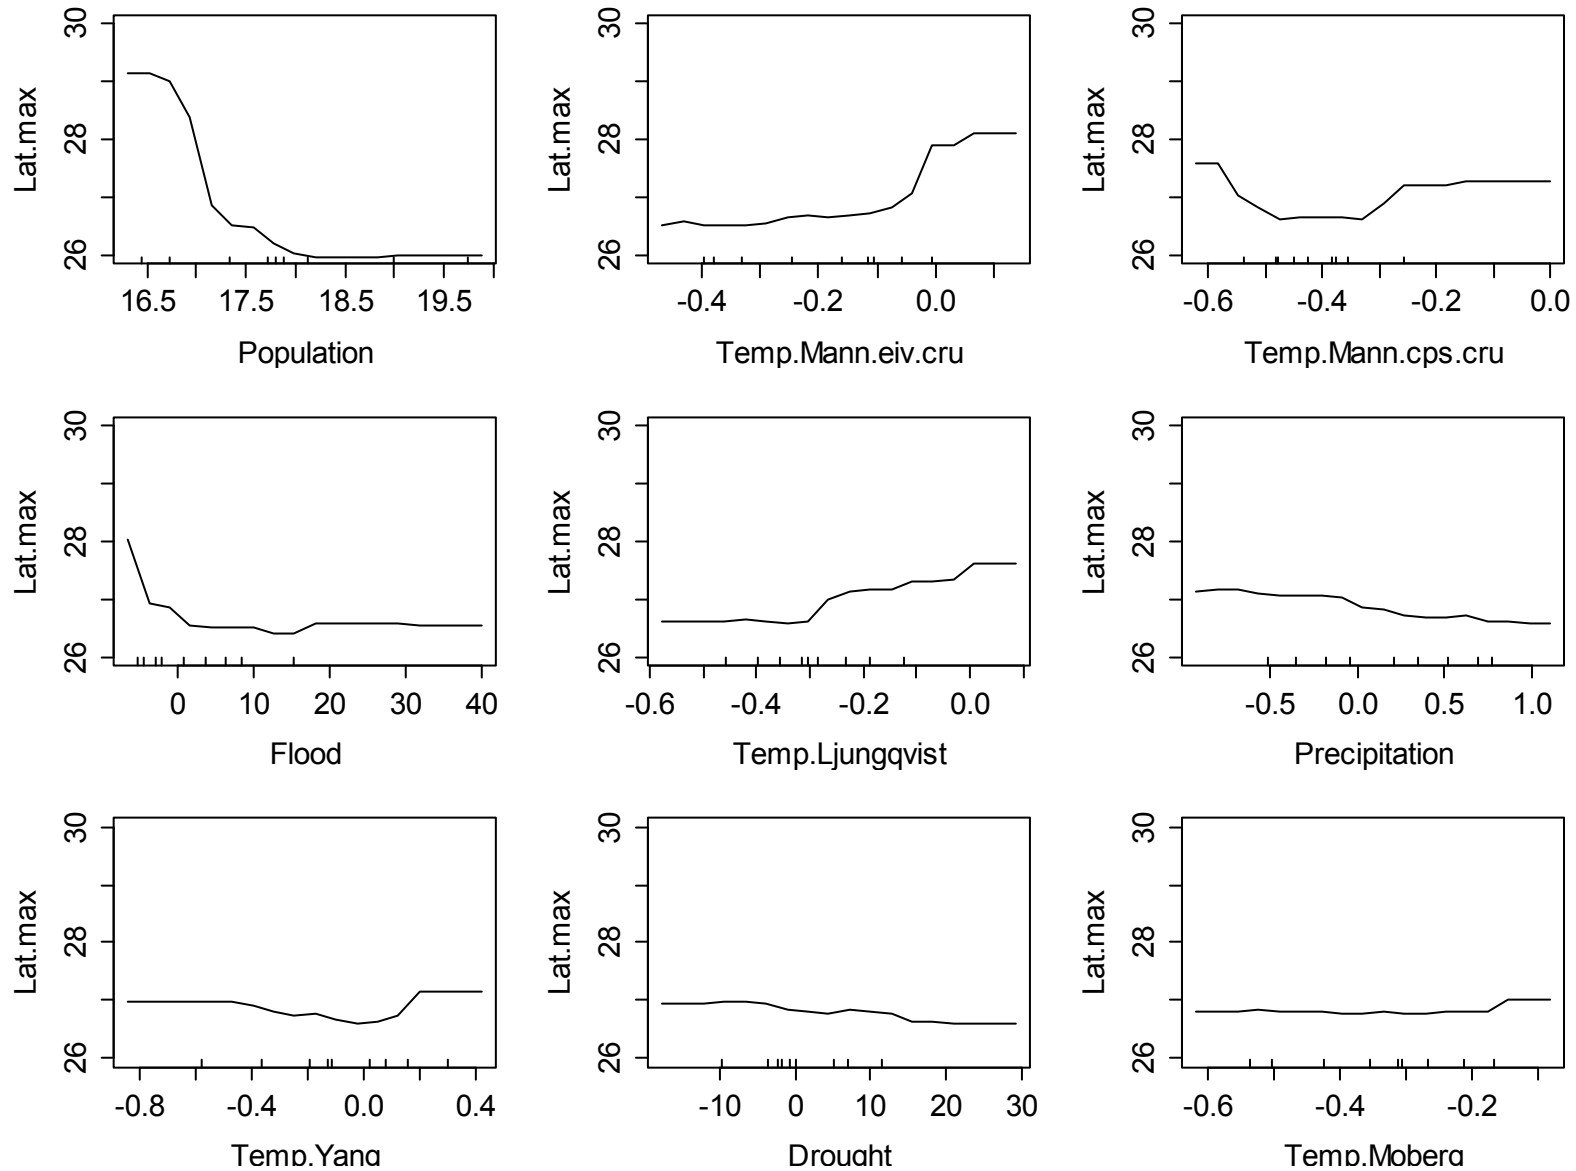 30
28
26
Lat.max
16.5 17.5 18.5 19.5
Population
30
28
26
Lat.max
-0.4 -0.2 0.0
Temp.Mann.eiv.cru
30
28
26
Lat.max
-0.6 -0.4 -0.2 0.0
Temp.Mann.cps.cru
30
28
26
Lat.max
0 10 20 30 40
Flood
30
28
26
Lat.max
-0.6 -0.4 -0.2 0.0
Temp.Ljungqvist
30
28
26
Lat.max
-0.5 0.0 0.5 1.0
Precipitation
30
28
26
Lat.max
-0.8 -0.4 0.0 0.4
Temp.Yang
30
28
26
Lat.max
-10 0 10 20 30
Drought
30
28
26
Lat.max
-0.6 -0.4 -0.2
Temp.Moberg